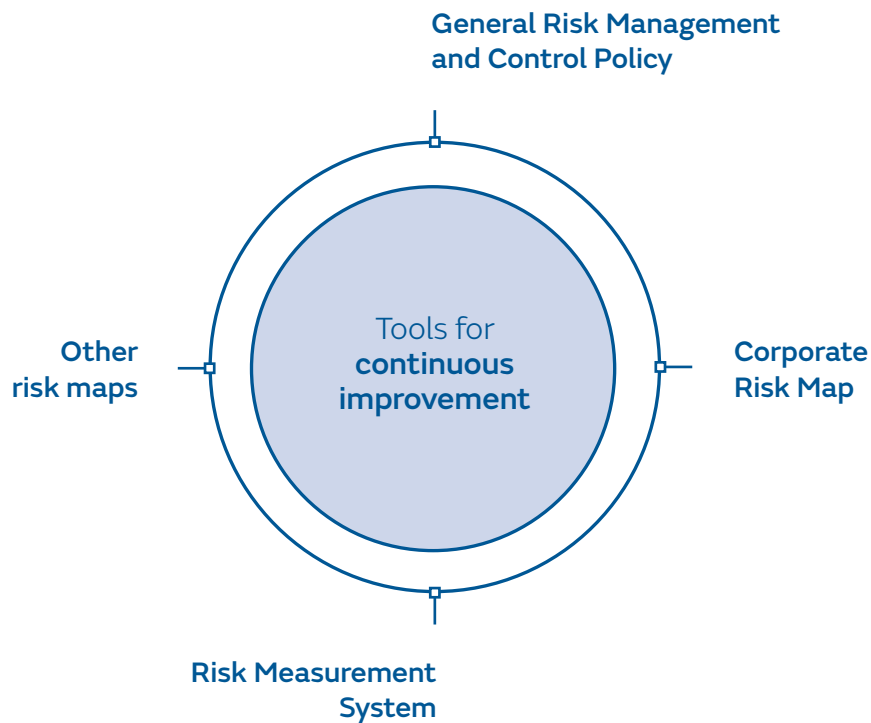 General Risk Management
and Control Policy
Tools for
continuous
improvement
Other
risk maps
Corporate
Risk Map
Risk Measurement
System